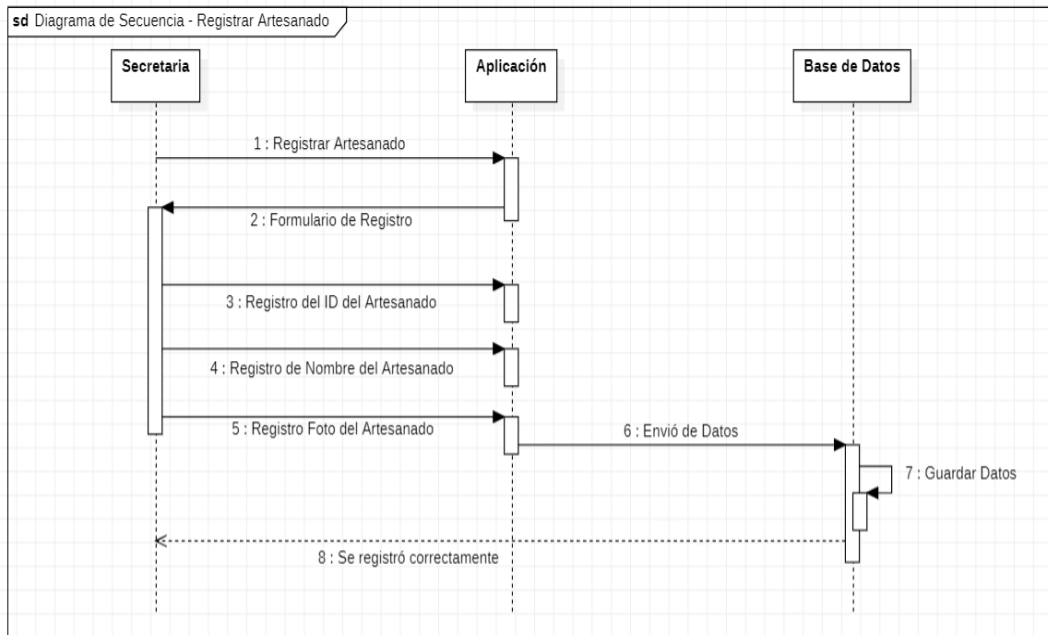 sd Diagrama de Secuencia - Registrar Artesanado
Secretaria
Aplicación
Base de Datos
1 : Registrar Artesanado
2 : Formulario de Registro
3 : Registro del ID del Artesanado
4 : Registro de Nombre del Artesanado
5 : Registro Foto del Artesanado
6 : Envió de Datos
7 : Guardar Datos
8 : Se registró correctamente